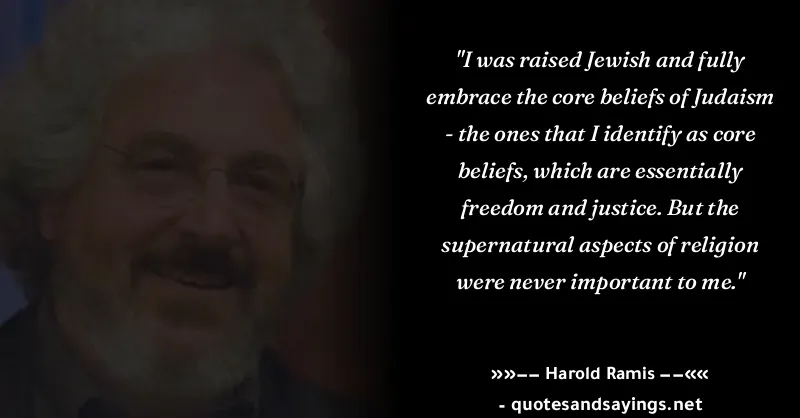 "I was raised Jewish and fully
embrace the core beliefs of Judaism
- the ones that I identify as core
beliefs, which are essentially
freedom and justice. But the
supernatural aspects of religion
were never important to me."
»»−− Harold Ramis −−««
- quotesandsayings.net